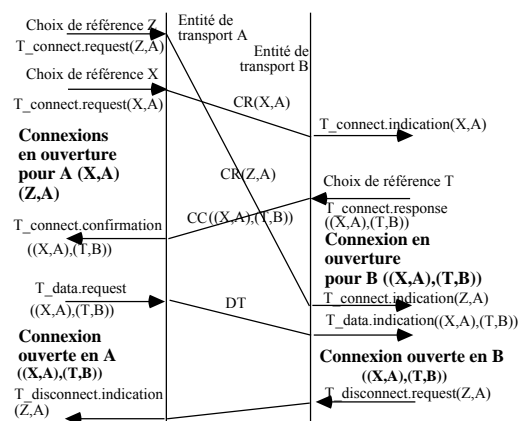 Choix de référence Z
T_connect.request(Z,A)
Entité de
transport A
Entité de
transport B
Choix de référence X
T_connect.request(X,A)
CR(X,A)
T_connect.indication(X,A)
Connexions
en ouverture
pour A (X,A)
(Z,A)
CR(Z,A)
Choix de référence T
T_connect.response
((X,A),(T,B))
CC((X,A),(T,B))
T_connect.confirmation
((X,A),(T,B))
Connexion en
ouverture
pour B ((X,A),(T,B))
T_data.request
((X,A),(T,B))
DT
T_connect.indication(Z,A)
T_data.indication((X,A),(T,B))
Connexion
ouverte en A
((X,A),(T,B))
Connexion ouverte en B
((X,A),(T,B))
T_disconnect.indication
(Z,A)
T_disconnect.request(Z,A)